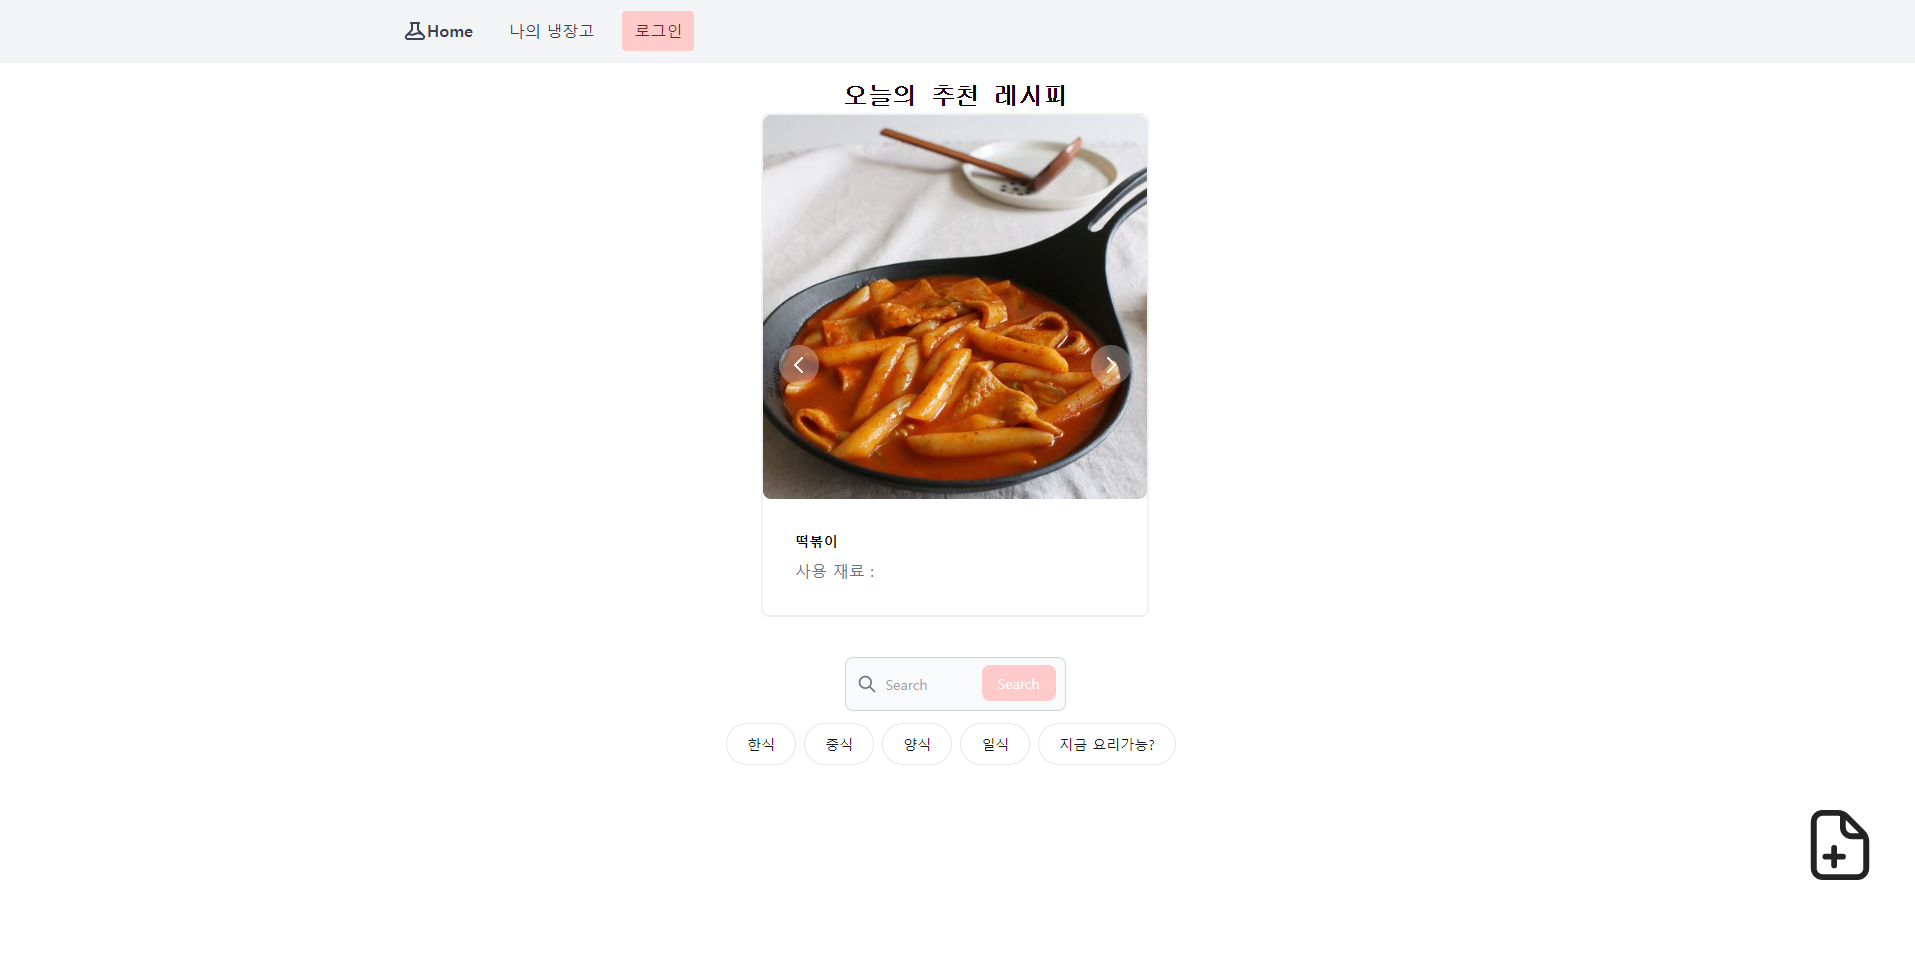 Home 나의 냉장고 로그인
오늘의 추천 레시피
떡볶이
사용 재료 :
Search Search
한식 중식 양식 일식 지금 요리가능?